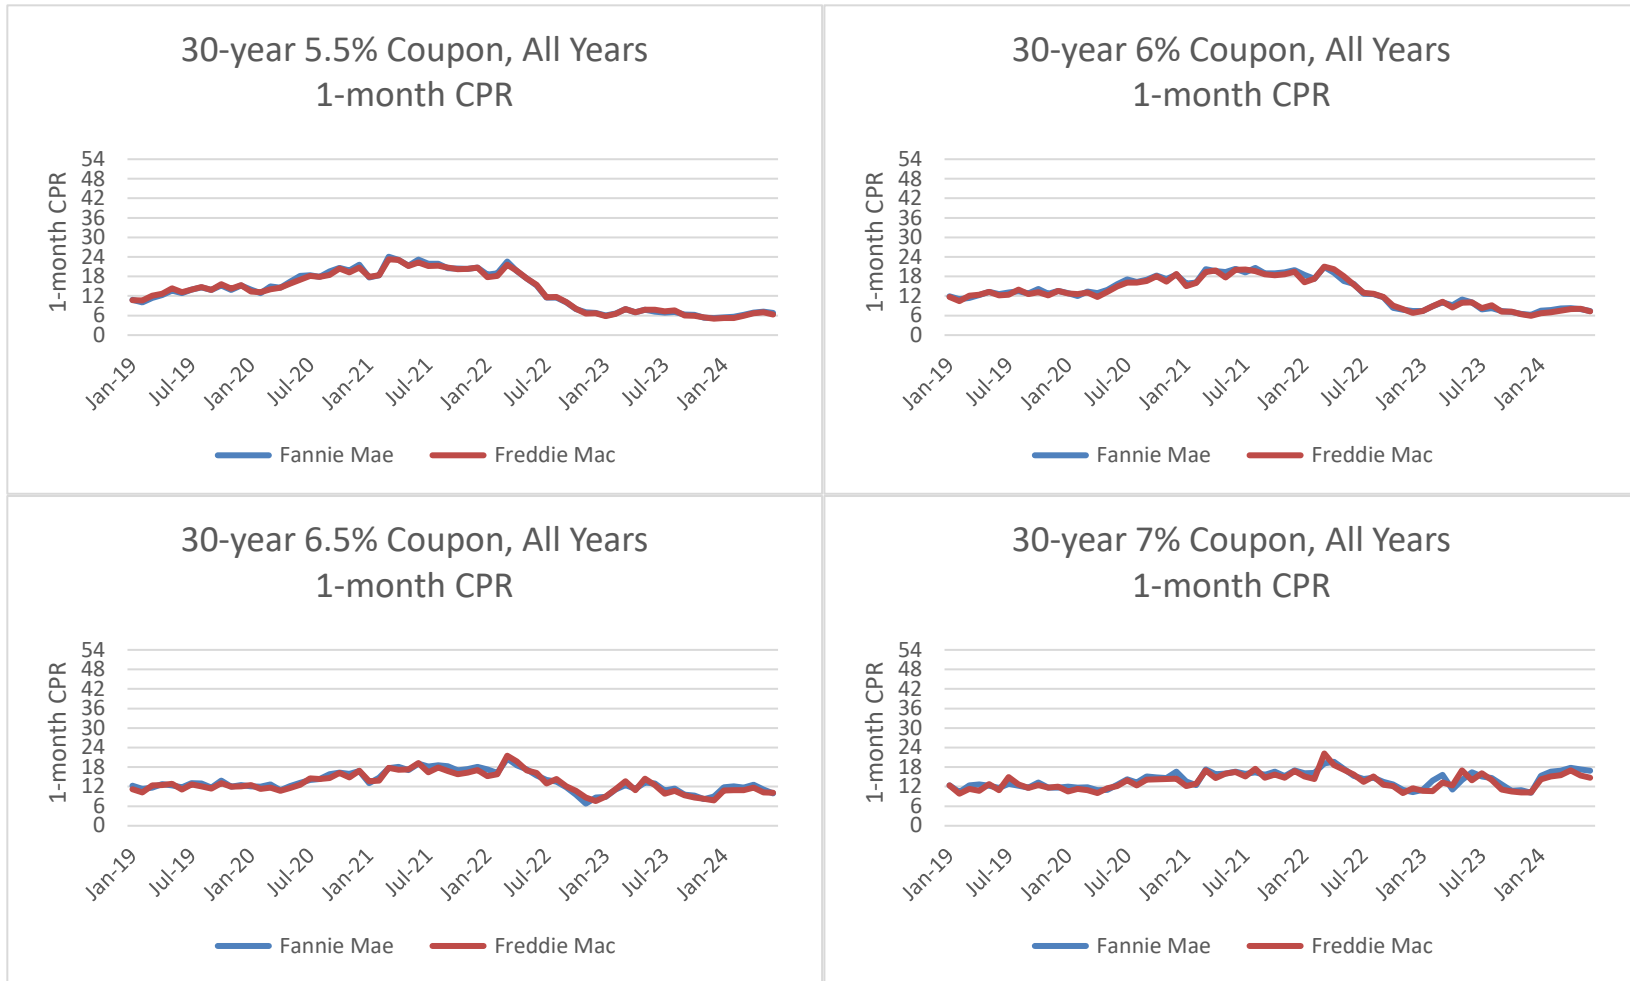 30-year 5.5% Coupon, All Years
1-month CPR
1-month CPR
54
48
42
36
30
24
18
12
6
0
Jan-19
Jul-19
Jan-20
Jul-20
Jan-21
Jul-21
Jan-22
Jul-22
Jan-23
Jul-23
Jan-24
Fannie Mae
Freddie Mac
30-year 6% Coupon, All Years
1-month CPR
1-month CPR
54
48
42
36
30
24
18
12
6
0
Jan-19
Jul-19
Jan-20
Jul-20
Jan-21
Jul-21
Jan-22
Jul-22
Jan-23
Jul-23
Jan-24
Fannie Mae
Freddie Mac
30-year 6.5% Coupon, All Years
1-month CPR
1-month CPR
54
48
42
36
30
24
18
12
6
0
Jan-19
Jul-19
Jan-20
Jul-20
Jan-21
Jul-21
Jan-22
Jul-22
Jan-23
Jul-23
Jan-24
Fannie Mae
Freddie Mac
30-year 7% Coupon, All Years
1-month CPR
1-month CPR
54
48
42
36
30
24
18
12
6
0
Jan-19
Jul-19
Jan-20
Jul-20
Jan-21
Jul-21
Jan-22
Jul-22
Jan-23
Jul-23
Jan-24
Fannie Mae
Freddie Mac